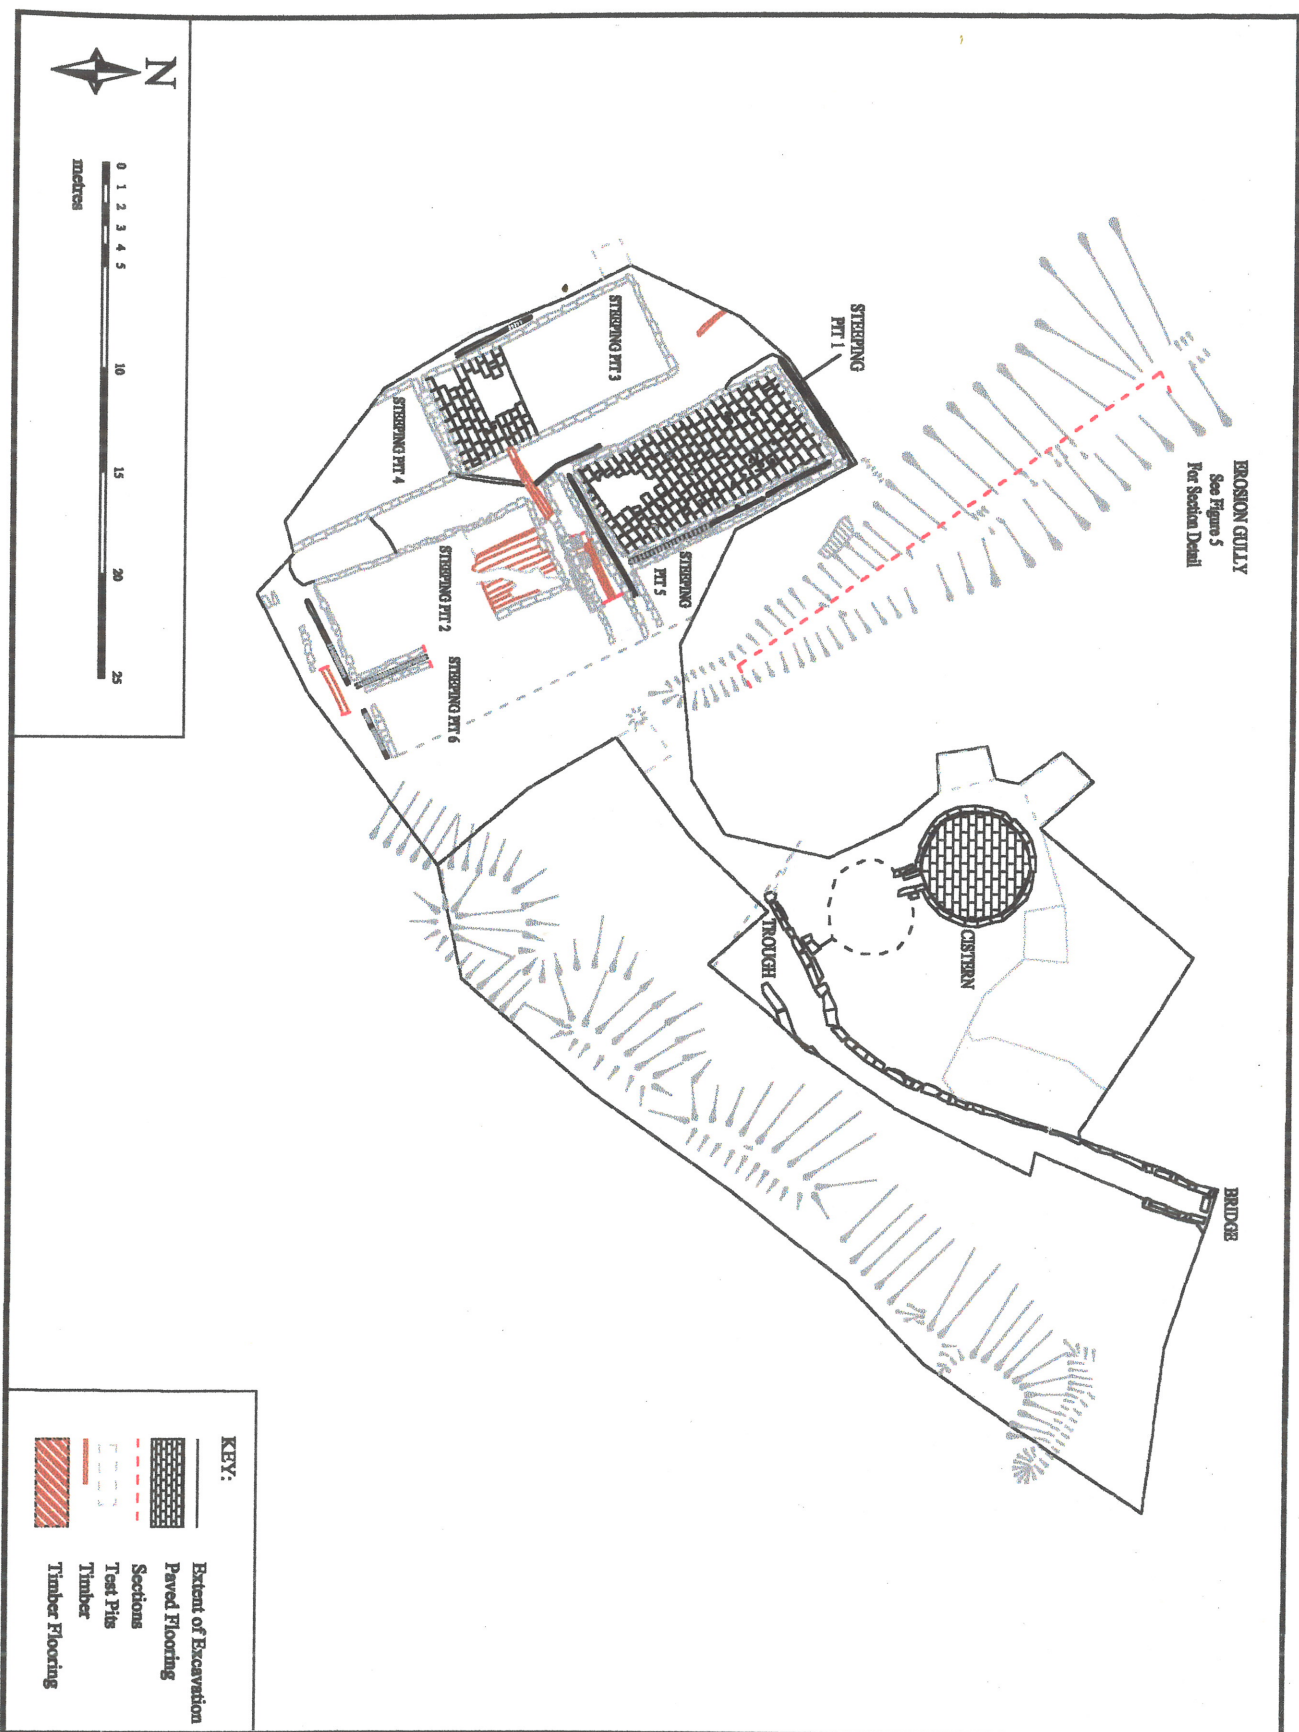 EROSION GULLY
See Figure 5
For Section Detail
BRIDGE
STEEPING
PIT 1
CISTERN
TROUGH
STEEPING PIT 3
STEEPING
PIT 5
STEEPING PIT 4
STEEPING PIT 2
STEEPING PIT 6
N
0 1 2 3 4 5 10 15 20 25
metres
KEY:
Extent of Excavation
Paved Flooring
Sections
Test Pits
Timber
Timber Flooring